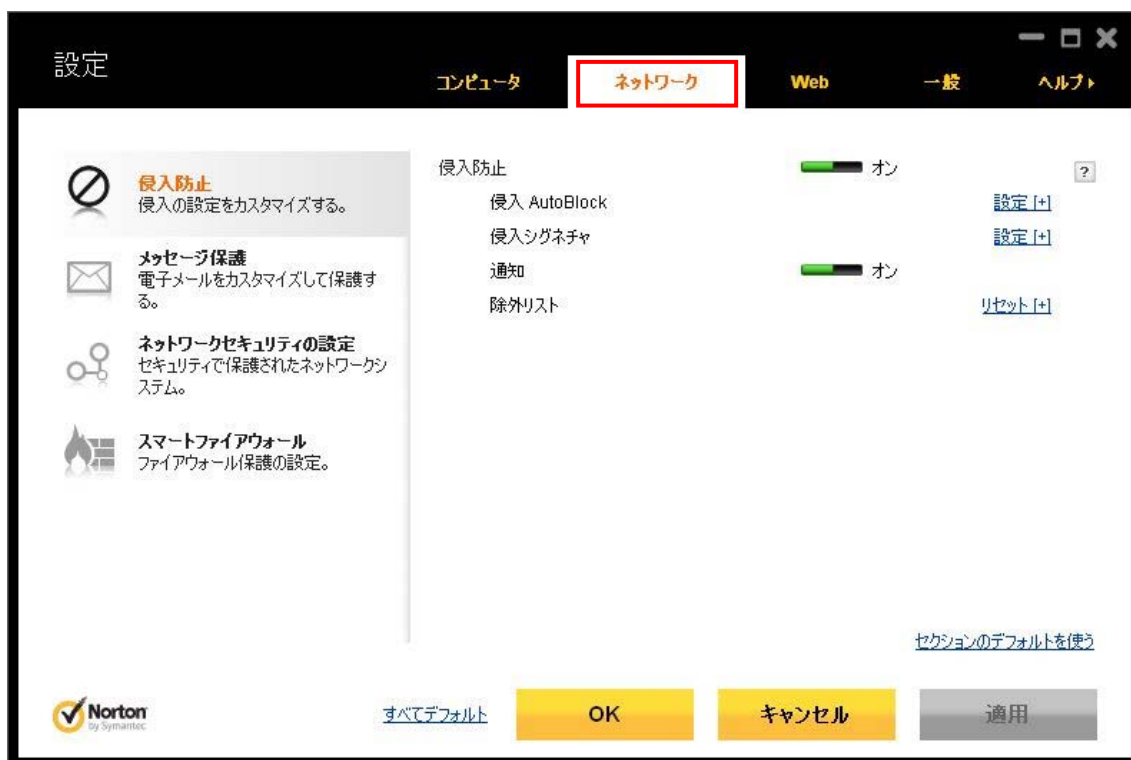 設定
コンピュータ
ネットワーク
Web
一般
ヘルプ
侵入防止
侵入の設定をカスタマイズする。
メッセージ保護
電子メールをカスタマイズして保護す
る。
ネットワークセキュリティの設定
セキュリティで保護されたネットワークシ
ステム。
スマートファイアウォール
ファイアウォール保護の設定。
侵入防止
オン
?
侵入 AutoBlock
設定 [+]
侵入シグネチャ
設定 [+]
通知
オン
除外リスト
リセット [+]
セクションのデフォルトを使う
Norton
by Symantec
すべてデフォルト
OK
キャンセル
適用